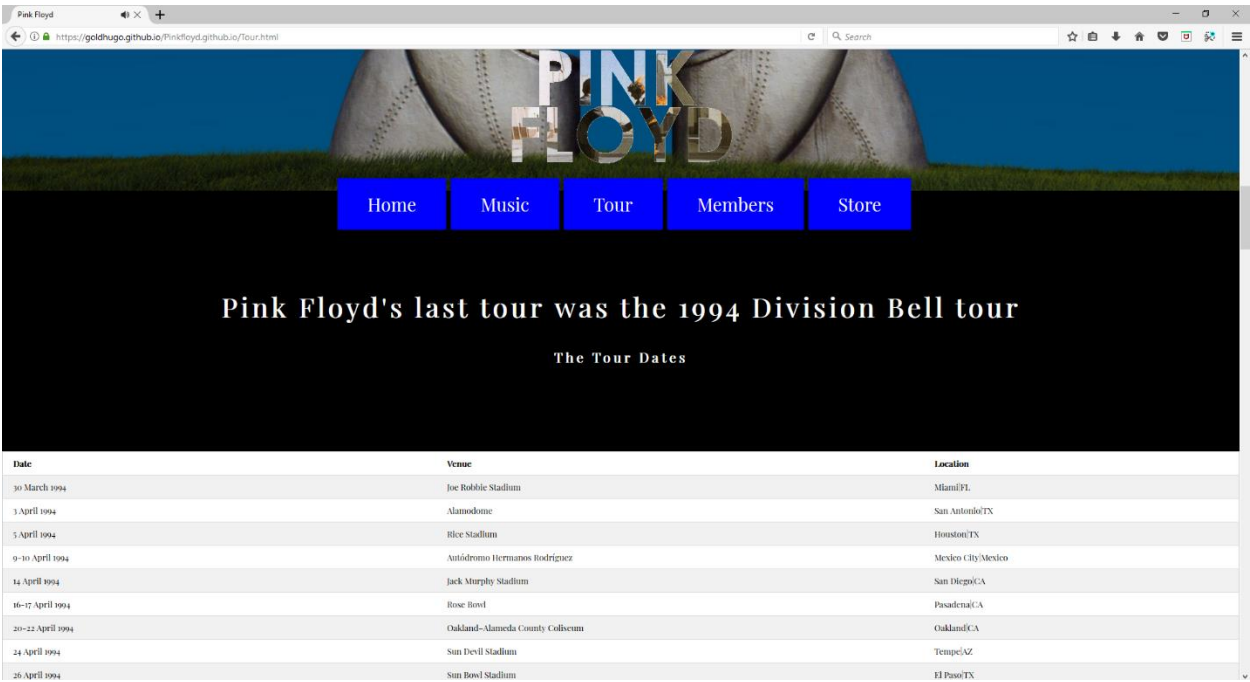 Pink Floyd
https://goldhugo.github.io/Pinkfloyd.github.io/Tour.html
Search
PINK
FLOYD
Home Music Tour Members Store
Pink Floyd's last tour was the 1994 Division Bell tour
The Tour Dates
Date Venue Location
30 March 1994 Joe Robbie Stadium Miami|FL
3 April 1994 Alamodome San Antonio|TX
5 April 1994 Rice Stadium Houston|TX
9-10 April 1994 Autódromo Hermanos Rodríguez Mexico City|Mexico
14 April 1994 Jack Murphy Stadium San Diego|CA
16-17 April 1994 Rose Bowl Pasadena|CA
20-22 April 1994 Oakland–Alameda County Coliseum Oakland|CA
24 April 1994 Sun Devil Stadium Tempe|AZ
26 April 1994 Sun Bowl Stadium El Paso|TX